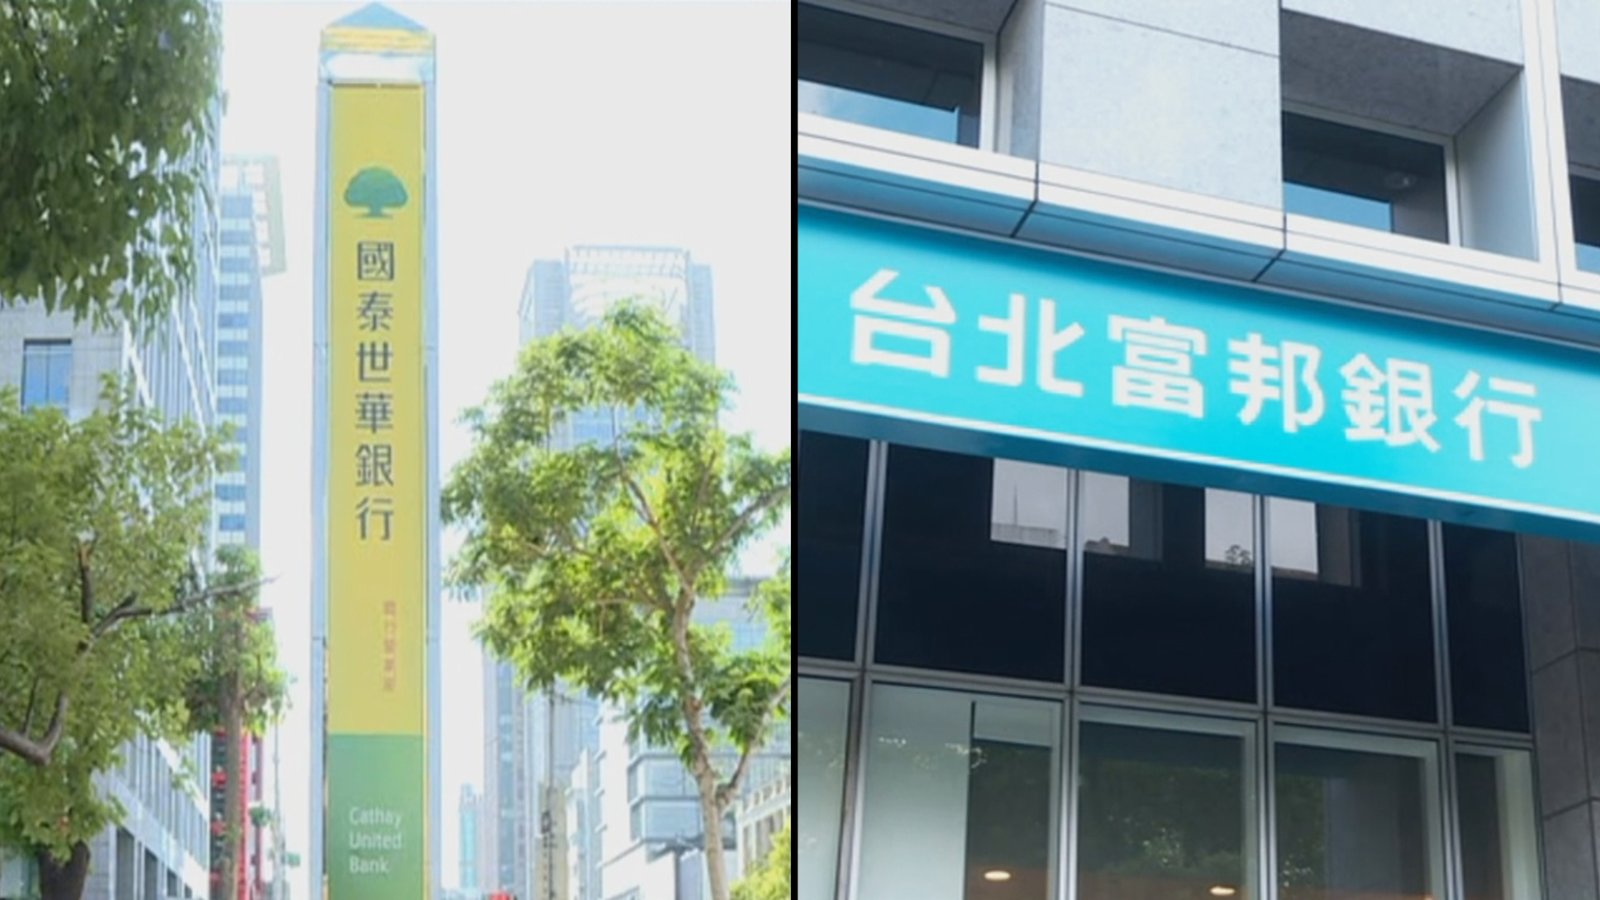 國泰世華銀行
Cathay
United
Bank
台北富邦銀行